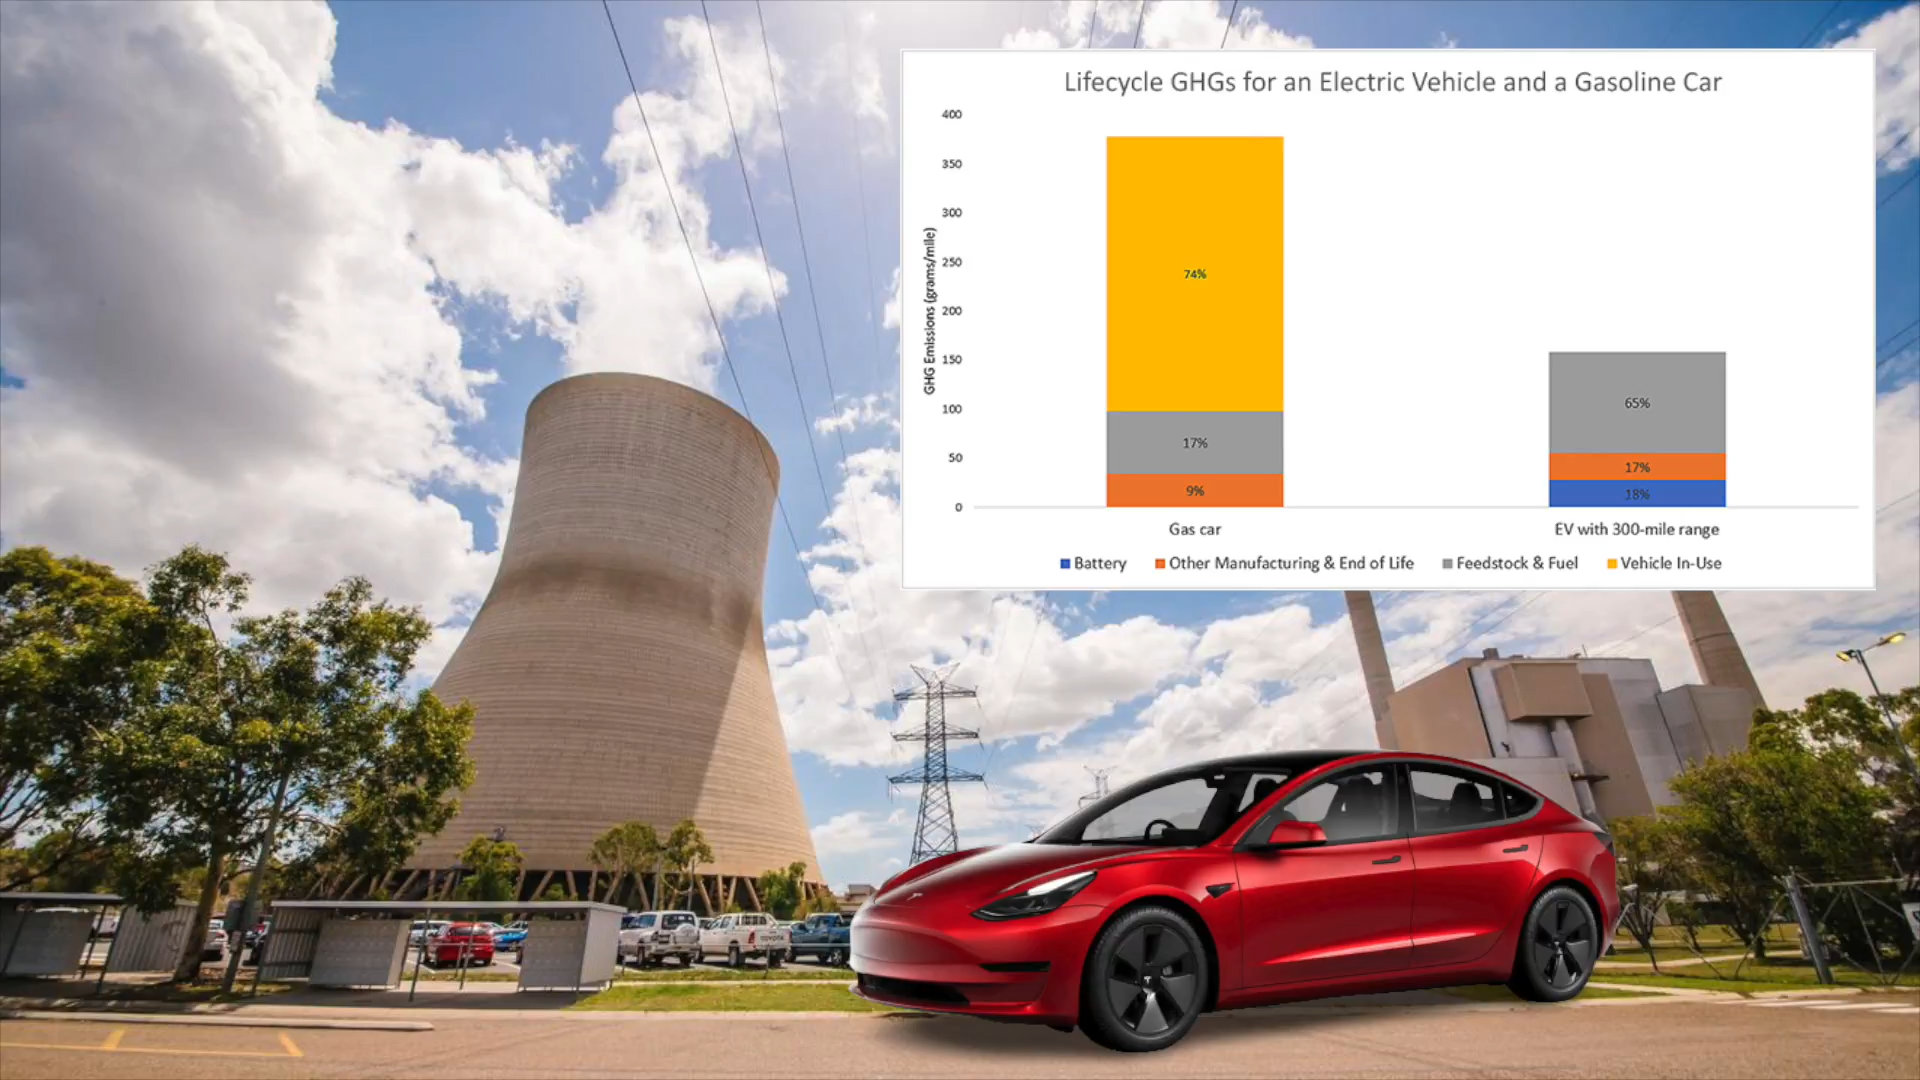 Lifecycle GHGs for an Electric Vehicle and a Gasoline Car
GHG Emissions (grams/mile)
400
350
300
250
200
150
100
50
0
74%
17%
9%
65%
17%
18%
Gas car
EV with 300-mile range
Battery
Other Manufacturing & End of Life
Feedstock & Fuel
Vehicle In-Use
TOYOTA